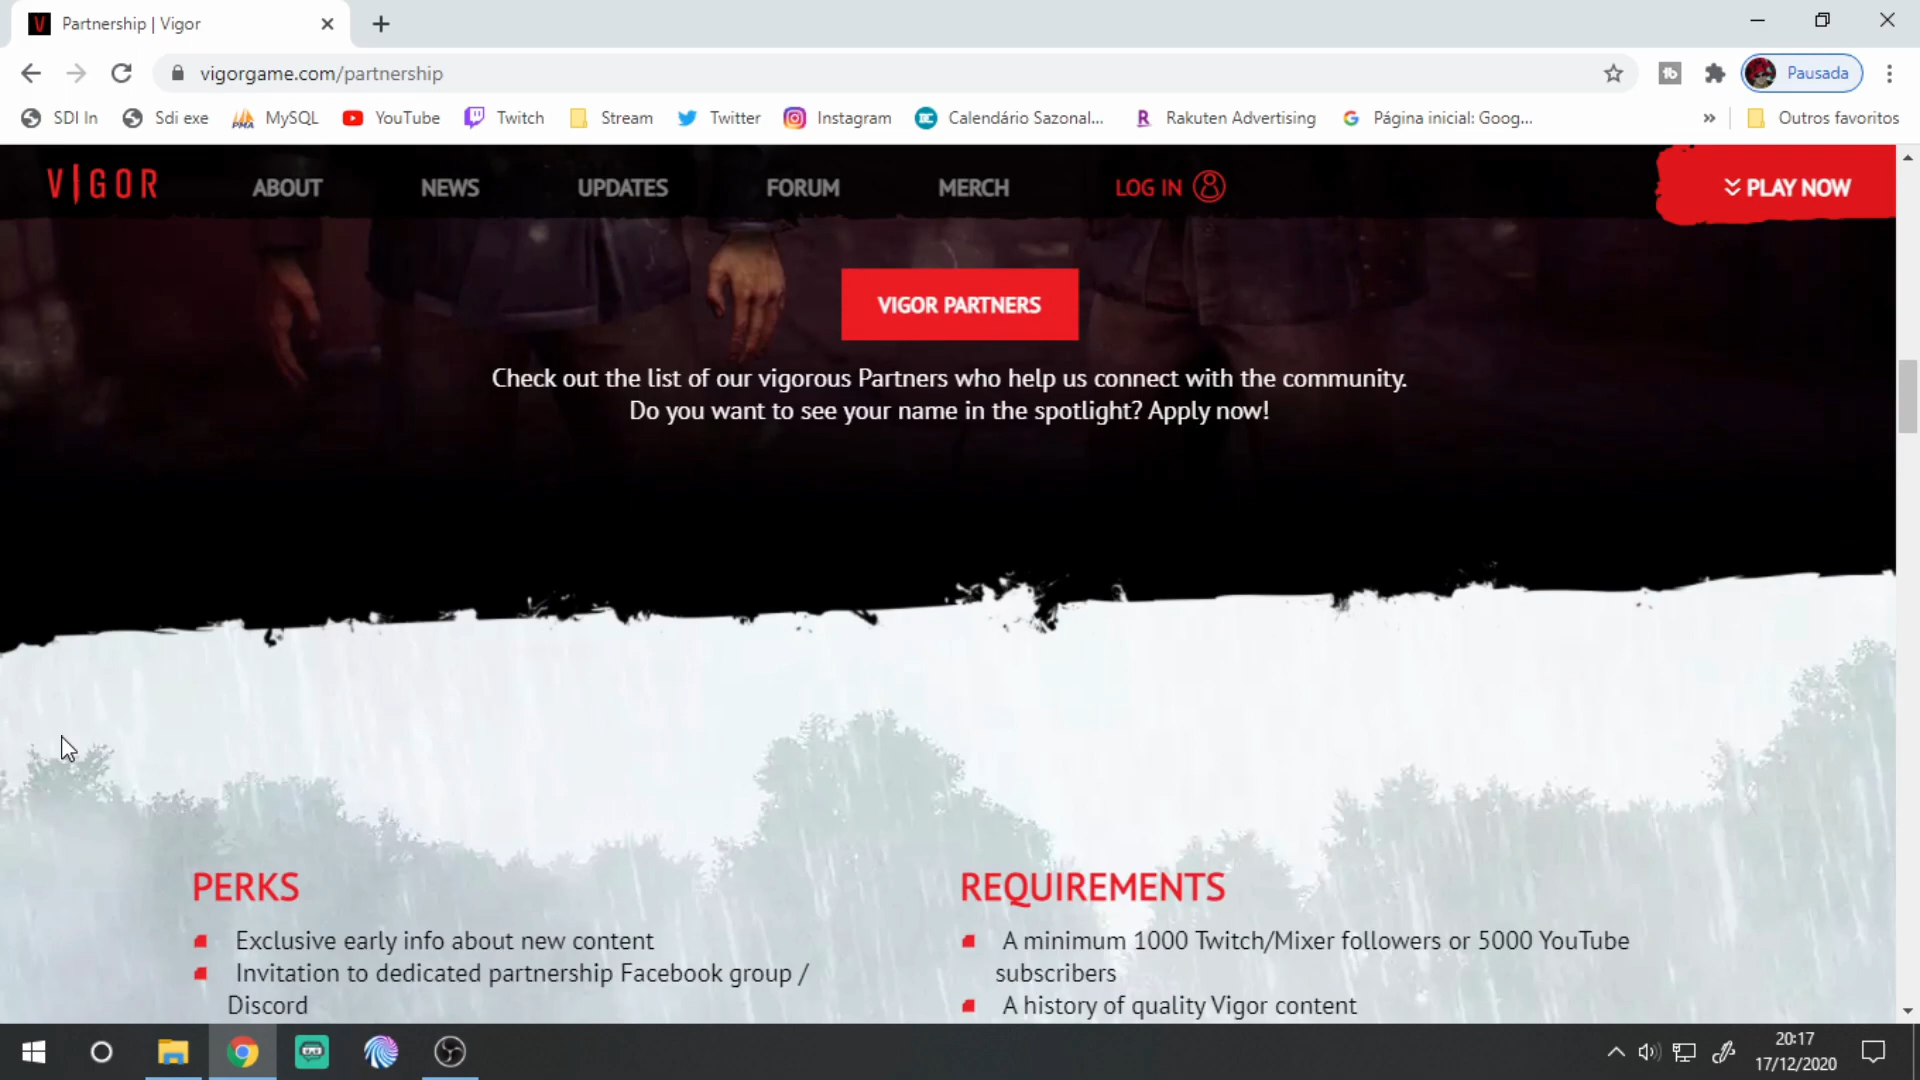 Partnership | Vigor
vigorgame.com/partnership
Pausada
SDI In
Sdi exe
MySQL
YouTube
Twitch
Stream
Twitter
Instagram
Calendário Sazonal...
Rakuten Advertising
Página inicial: Goog...
»
Outros favoritos
VIGOR
ABOUT
NEWS
UPDATES
FORUM
MERCH
LOG IN
PLAY NOW
VIGOR PARTNERS
Check out the list of our vigorous Partners who help us connect with the community.
Do you want to see your name in the spotlight? Apply now!
PERKS
Exclusive early info about new content
Invitation to dedicated partnership Facebook group /
Discord
REQUIREMENTS
A minimum 1000 Twitch/Mixer followers or 5000 YouTube
subscribers
A history of quality Vigor content
20:17
17/12/2020